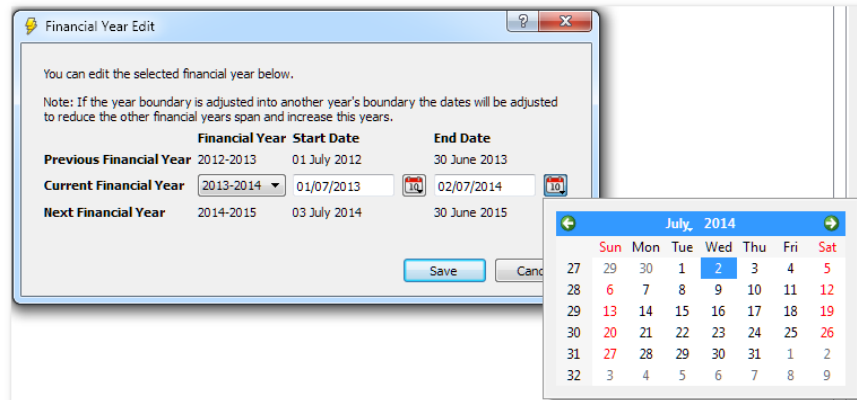 Financial Year Edit
You can edit the selected financial year below.
Note: If the year boundary is adjusted into another year's boundary the dates will be adjusted
to reduce the other financial years span and increase this years.
Financial Year Start Date End Date
Previous Financial Year 2012-2013 01 July 2012 30 June 2013
Current Financial Year 2013-2014 01/07/2013 10 02/07/2014 10
Next Financial Year 2014-2015 03 July 2014 30 June 2015
Save Canc
July, 2014
Sun Mon Tue Wed Thu Fri Sat
27 29 30 1 2 3 4 5
28 6 7 8 9 10 11 12
29 13 14 15 16 17 18 19
30 20 21 22 23 24 25 26
31 27 28 29 30 31 1 2
32 3 4 5 6 7 8 9